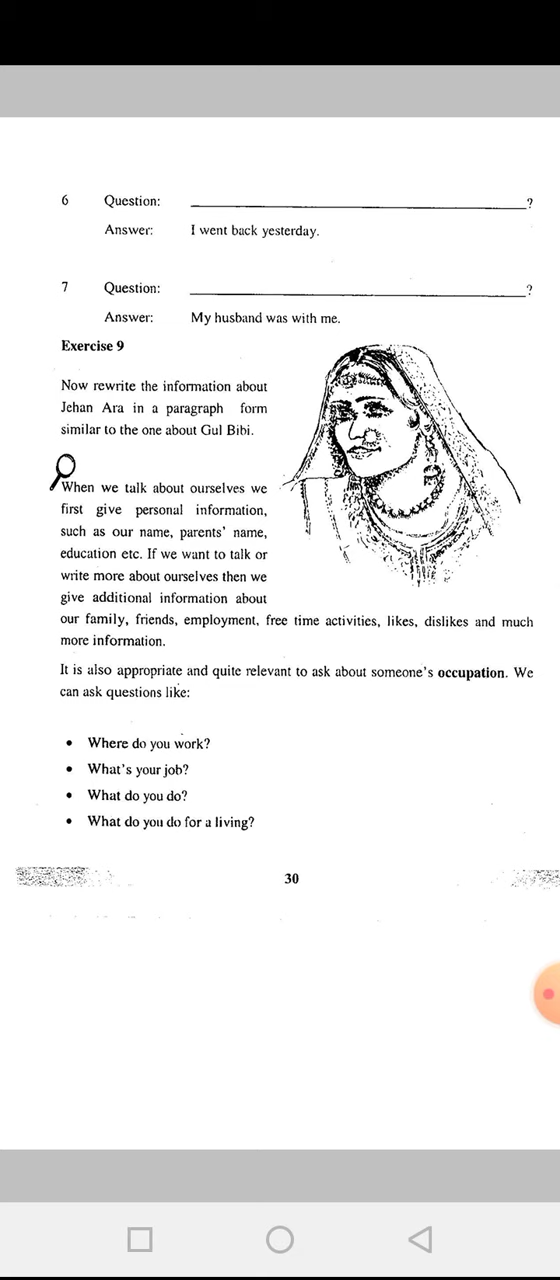 6 Question: ?
Answer: I went back yesterday.
7 Question: ?
Answer: My husband was with me.
Exercise 9
Now rewrite the information about
Jehan Ara in a paragraph form
similar to the one about Gul Bibi.
When we talk about ourselves we
first give personal information,
such as our name, parents' name,
education etc. If we want to talk or
write more about ourselves then we
give additional information about
our family, friends, employment, free time activities, likes, dislikes and much
more information.
It is also appropriate and quite relevant to ask about someone's occupation. We
can ask questions like:
• Where do you work?
• What's your job?
• What do you do?
• What do you do for a living?
30